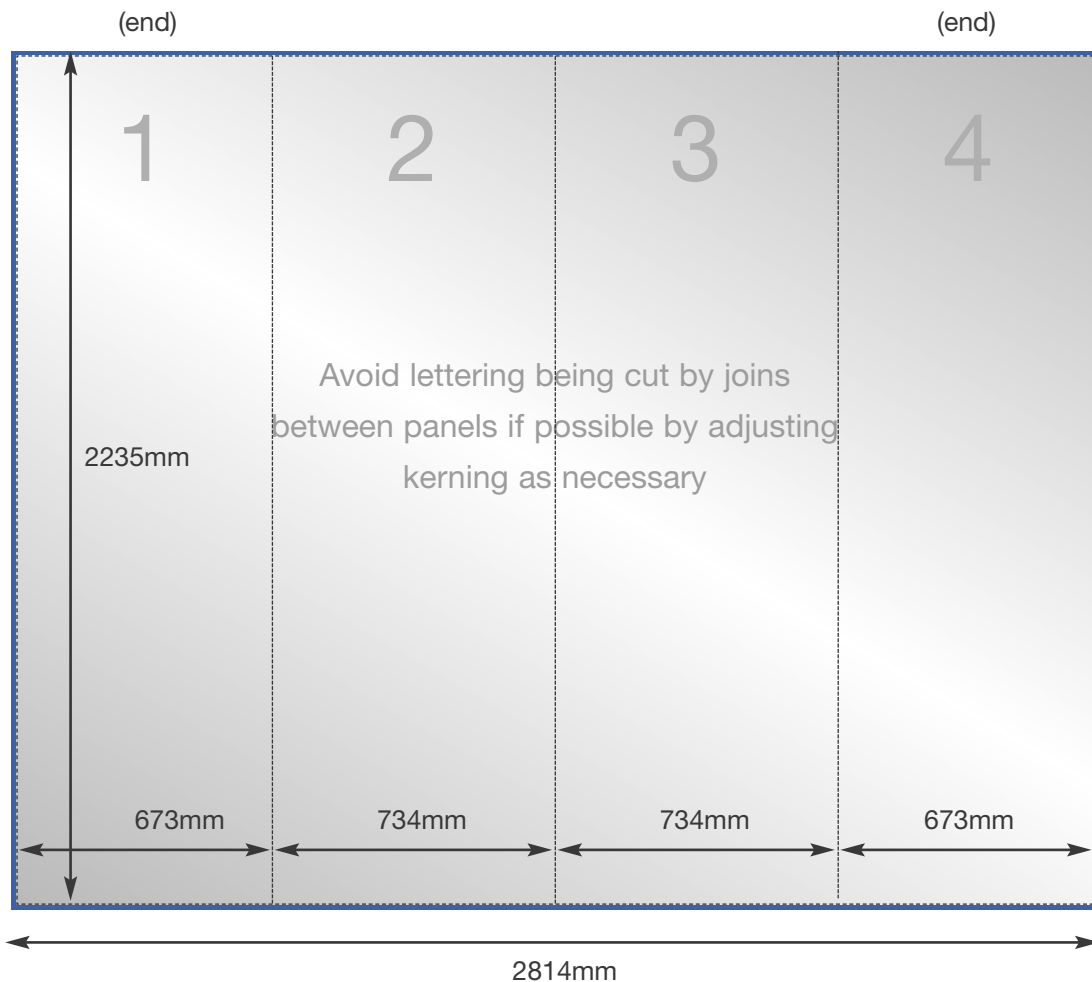 (end) (end)
1 2 3 4
Avoid lettering being cut by joins
between panels if possible by adjusting
kerning as necessary
2235mm
673mm 734mm 734mm 673mm
2814mm